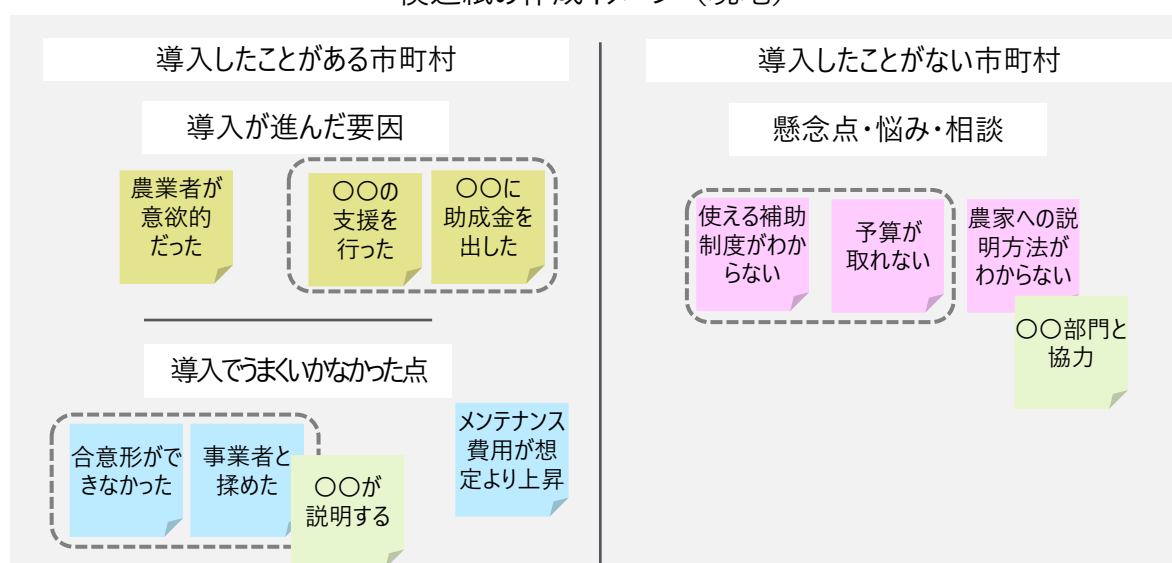 導入したことがある市町村
導入が進んだ要因
農業者が
意欲的
だった
〇〇の
支援を
行った
〇〇に
助成金を
出した
導入でうまくいかなかった点
合意形がで
きなかった
事業者と
揉めた
〇〇が
説明する
メンテナンス
費用が想
定より上昇
導入したことがない市町村
懸念点・悩み・相談
使える補助
制度がわか
らない
予算が
取れない
農家への説
明方法が
わからない
〇〇部門と
協力